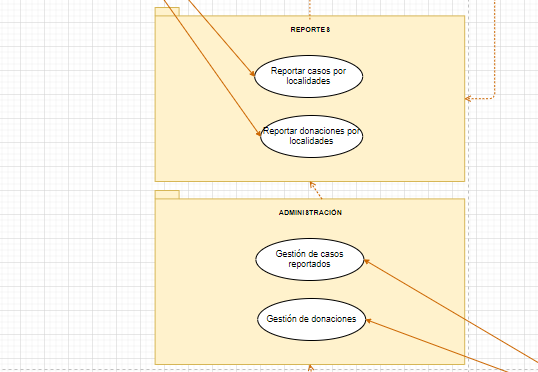 REPORTES
Reportar casos por
localidades
Reportar donaciones por
localidades
ADMINISTRACIÓN
Gestión de casos
reportados
Gestión de donaciones